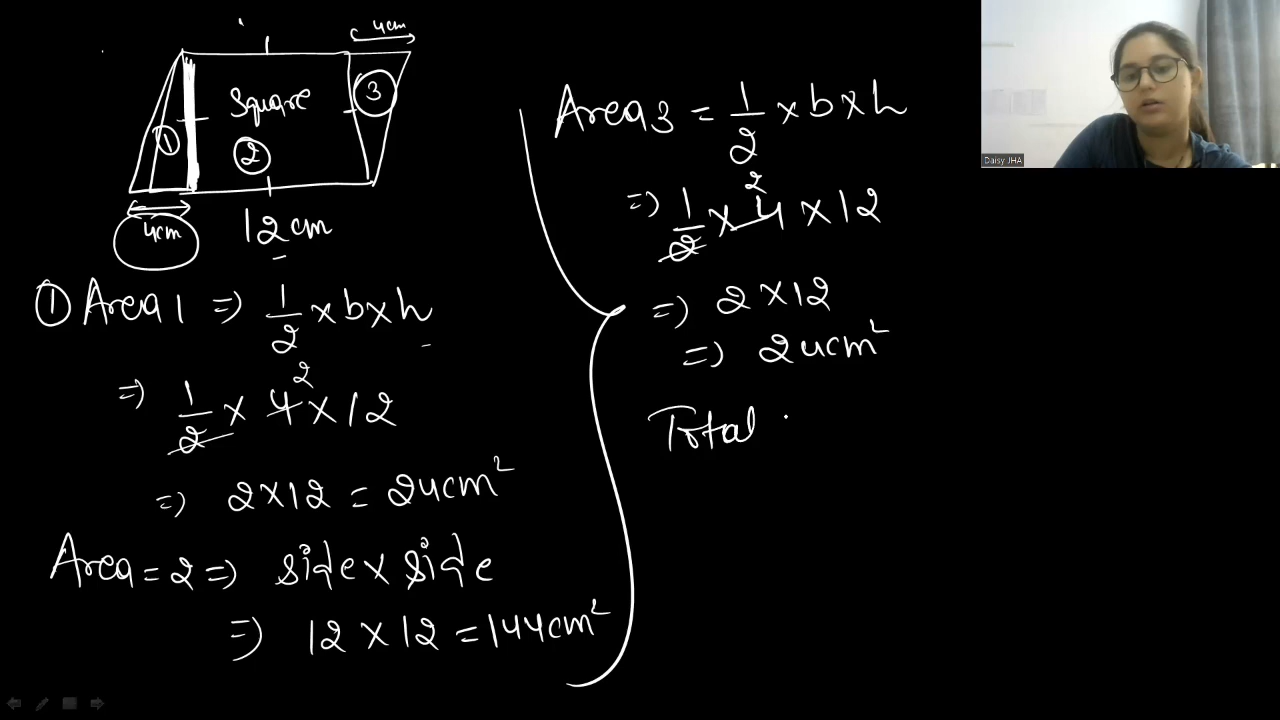 4cm
Square
①
②
③
4cm
12cm
① Area 1 => 1/2 × b × h
=> 1/2 × 4² × 12
=> 2×12 = 24cm²
Area = 2 => side × side
=> 12 × 12 = 144cm²
Area 3 = 1/2 × b × h
=> 1/2 × 4² × 12
=> 2 × 12
=> 24cm²
Total
Daisy JHA